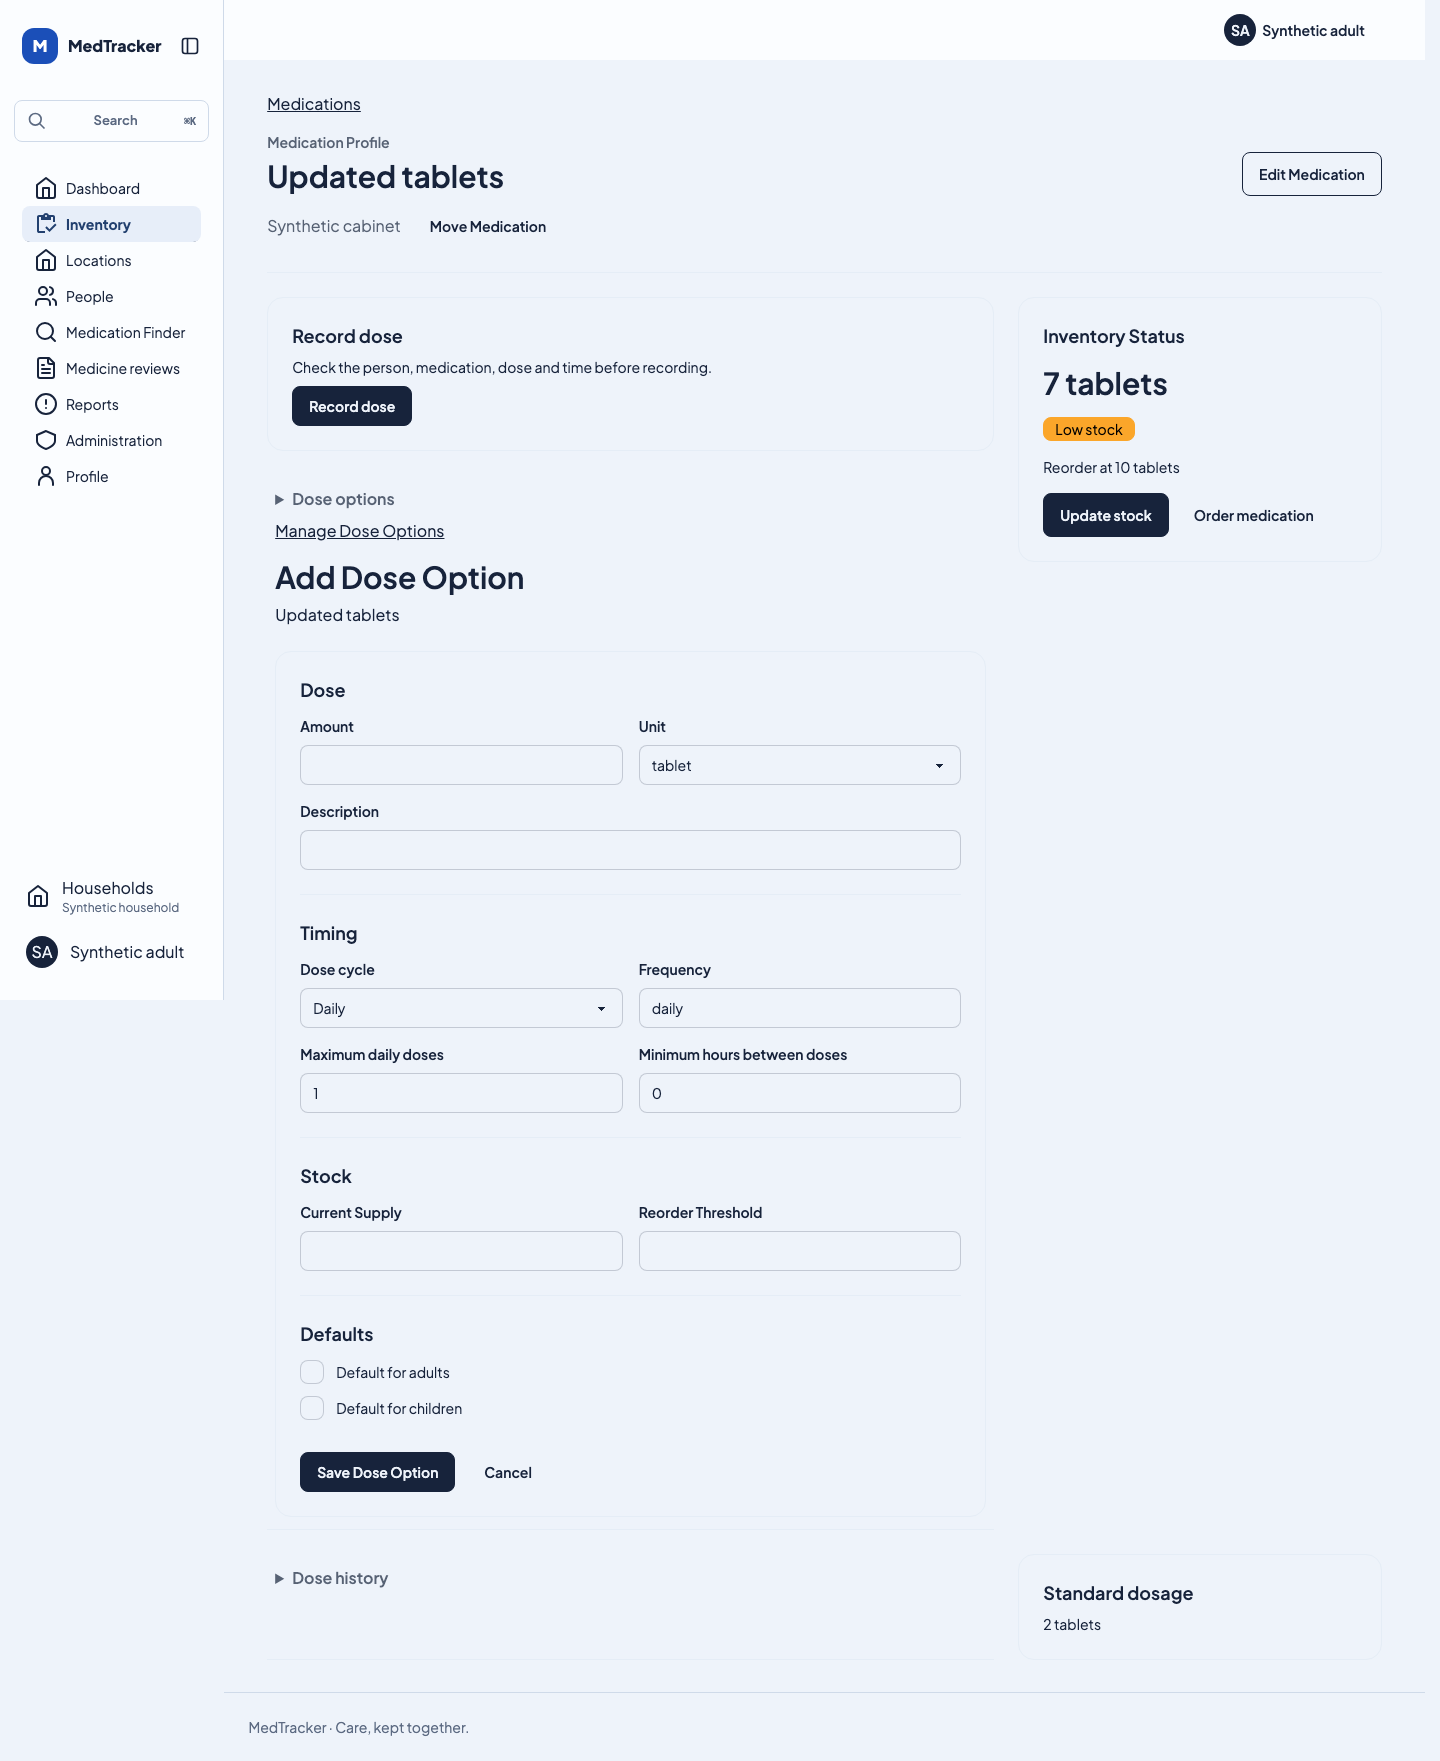 M MedTracker
Search ⌘K
Dashboard
Inventory
Locations
People
Medication Finder
Medicine reviews
Reports
Administration
Profile
Households
Synthetic household
SA Synthetic adult
SA Synthetic adult
Medications
Medication Profile
Updated tablets
Edit Medication
Synthetic cabinet Move Medication
Record dose
Check the person, medication, dose and time before recording.
Record dose
Inventory Status
7 tablets
Low stock
Reorder at 10 tablets
Update stock Order medication
Dose options
Manage Dose Options
Add Dose Option
Updated tablets
Dose
Amount Unit
tablet
Description
Timing
Dose cycle Frequency
Daily daily
Maximum daily doses Minimum hours between doses
1 0
Stock
Current Supply Reorder Threshold
Defaults
Default for adults
Default for children
Save Dose Option Cancel
Dose history
Standard dosage
2 tablets
MedTracker · Care, kept together.